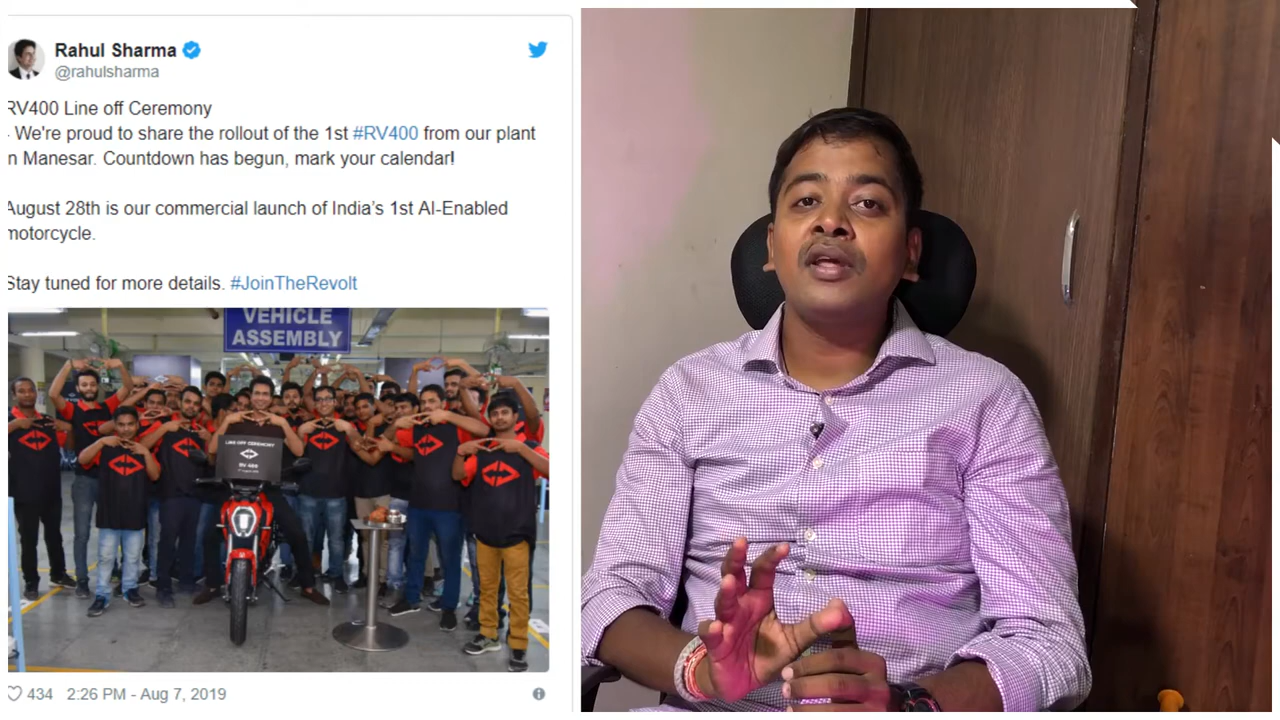 Rahul Sharma
@rahulsharma
RV400 Line off Ceremony
- We're proud to share the rollout of the 1st #RV400 from our plant
n Manesar. Countdown has begun, mark your calendar!
August 28th is our commercial launch of India's 1st AI-Enabled
motorcycle.
Stay tuned for more details. #JoinTheRevolt
VEHICLE
ASSEMBLY
LINE OFF CEREMONY
RV 400
434 2:26 PM - Aug 7, 2019